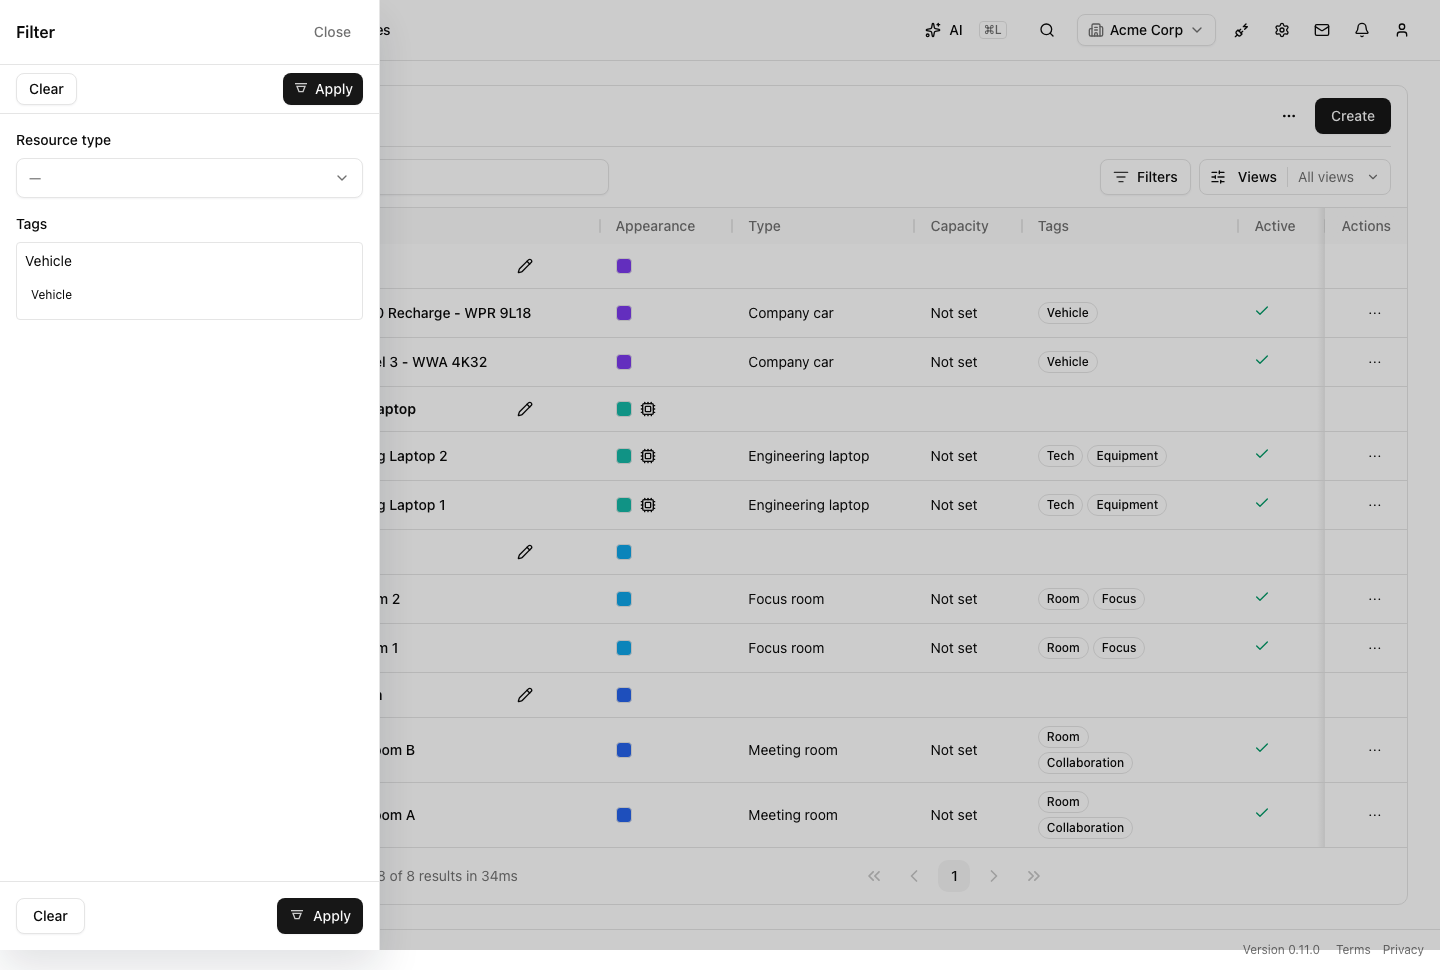 Filter
Close
Clear
Apply
Resource type
—
Tags
Vehicle
Vehicle
Clear
Apply
es
AI
⌘L
Acme Corp
Create
Filters
Views
All views
Appearance
Type
Capacity
Tags
Active
Actions
0 Recharge - WPR 9L18
Company car
Not set
Vehicle
el 3 - WWA 4K32
Company car
Not set
Vehicle
aptop
g Laptop 2
Engineering laptop
Not set
Tech
Equipment
g Laptop 1
Engineering laptop
Not set
Tech
Equipment
m 2
Focus room
Not set
Room
Focus
m 1
Focus room
Not set
Room
Focus
oom B
Meeting room
Not set
Room
Collaboration
oom A
Meeting room
Not set
Room
Collaboration
8 of 8 results in 34ms
1
Version 0.11.0
Terms
Privacy